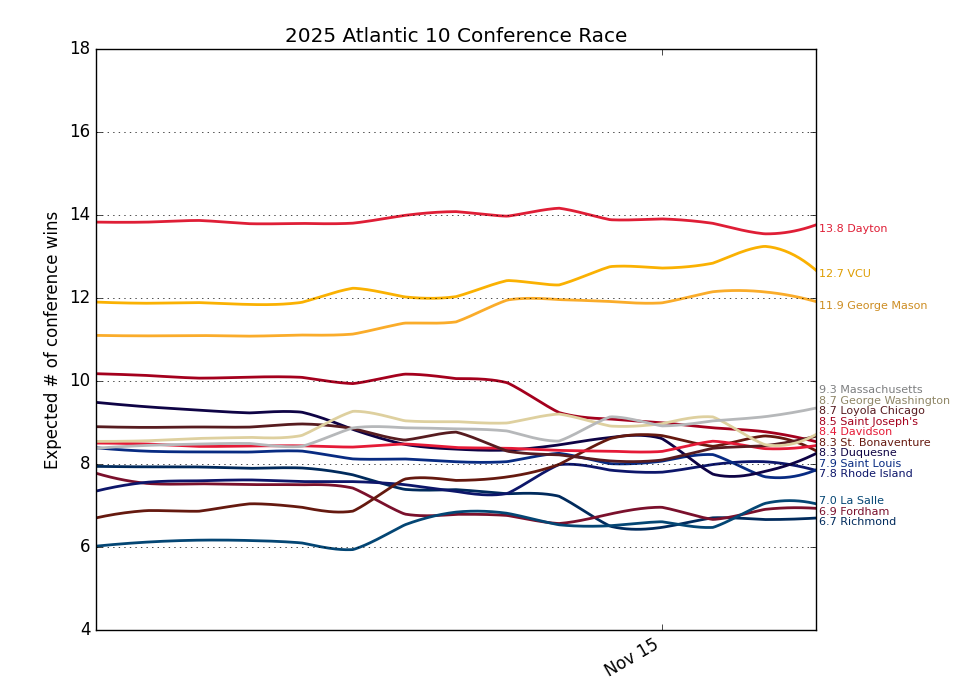 2025 Atlantic 10 Conference Race
Expected # of conference wins
18
16
14
12
10
8
6
4
Nov 15
13.8 Dayton
12.7 VCU
11.9 George Mason
9.3 Massachusetts
8.7 George Washington
8.7 Loyola Chicago
8.5 Saint Joseph's
8.4 Davidson
8.3 St. Bonaventure
8.3 Duquesne
7.9 Saint Louis
7.8 Rhode Island
7.0 La Salle
6.9 Fordham
6.7 Richmond